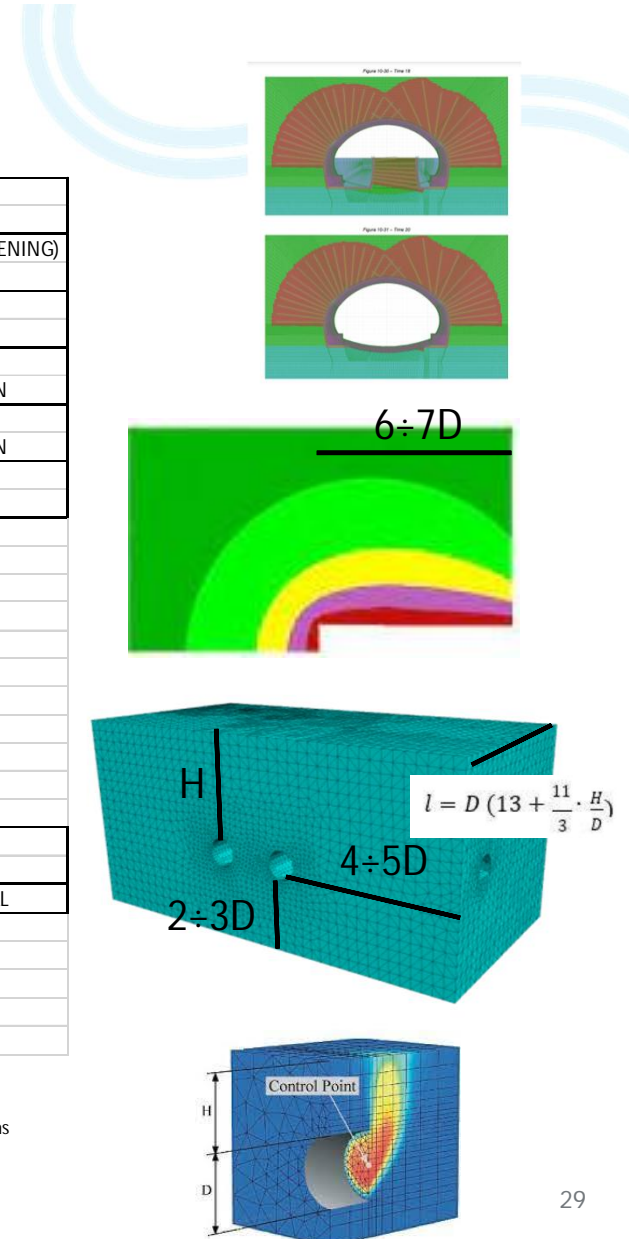 ENING)
N
N
L
ns
Figure 10-30 – Time 18
Figure 10-31 – Time 20
6÷7D
H
l = D (13 + 11/3 · H/D)
4÷5D
2÷3D
Control Point
H
D
29